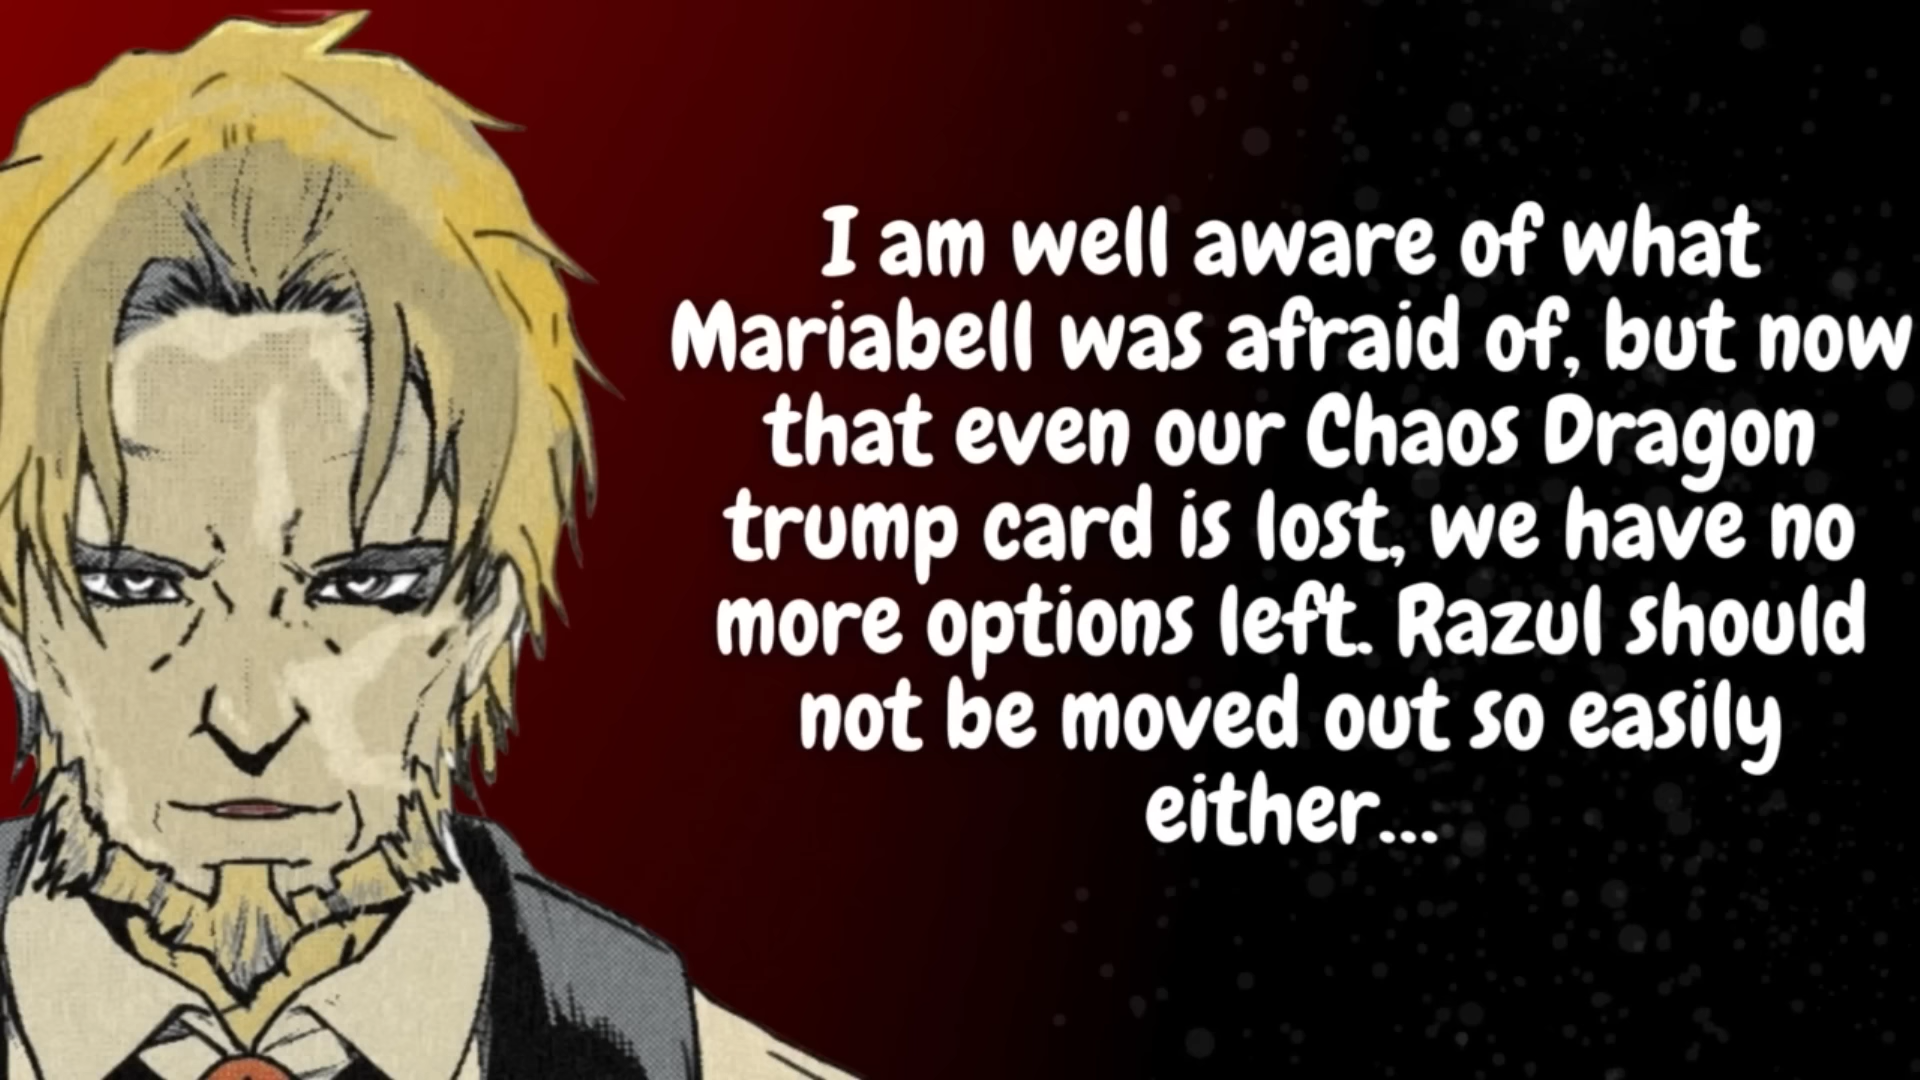 I am well aware of what
Mariabell was afraid of, but now
that even our Chaos Dragon
trump card is lost, we have no
more options left. Razul should
not be moved out so easily
either...